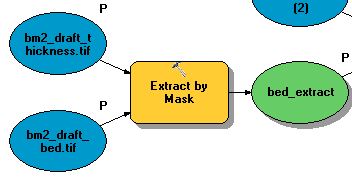 (2)
P
bm2_draft_t
hickness.tif
P
Extract by
Mask
bed_extract
P
bm2_draft_
bed.tif